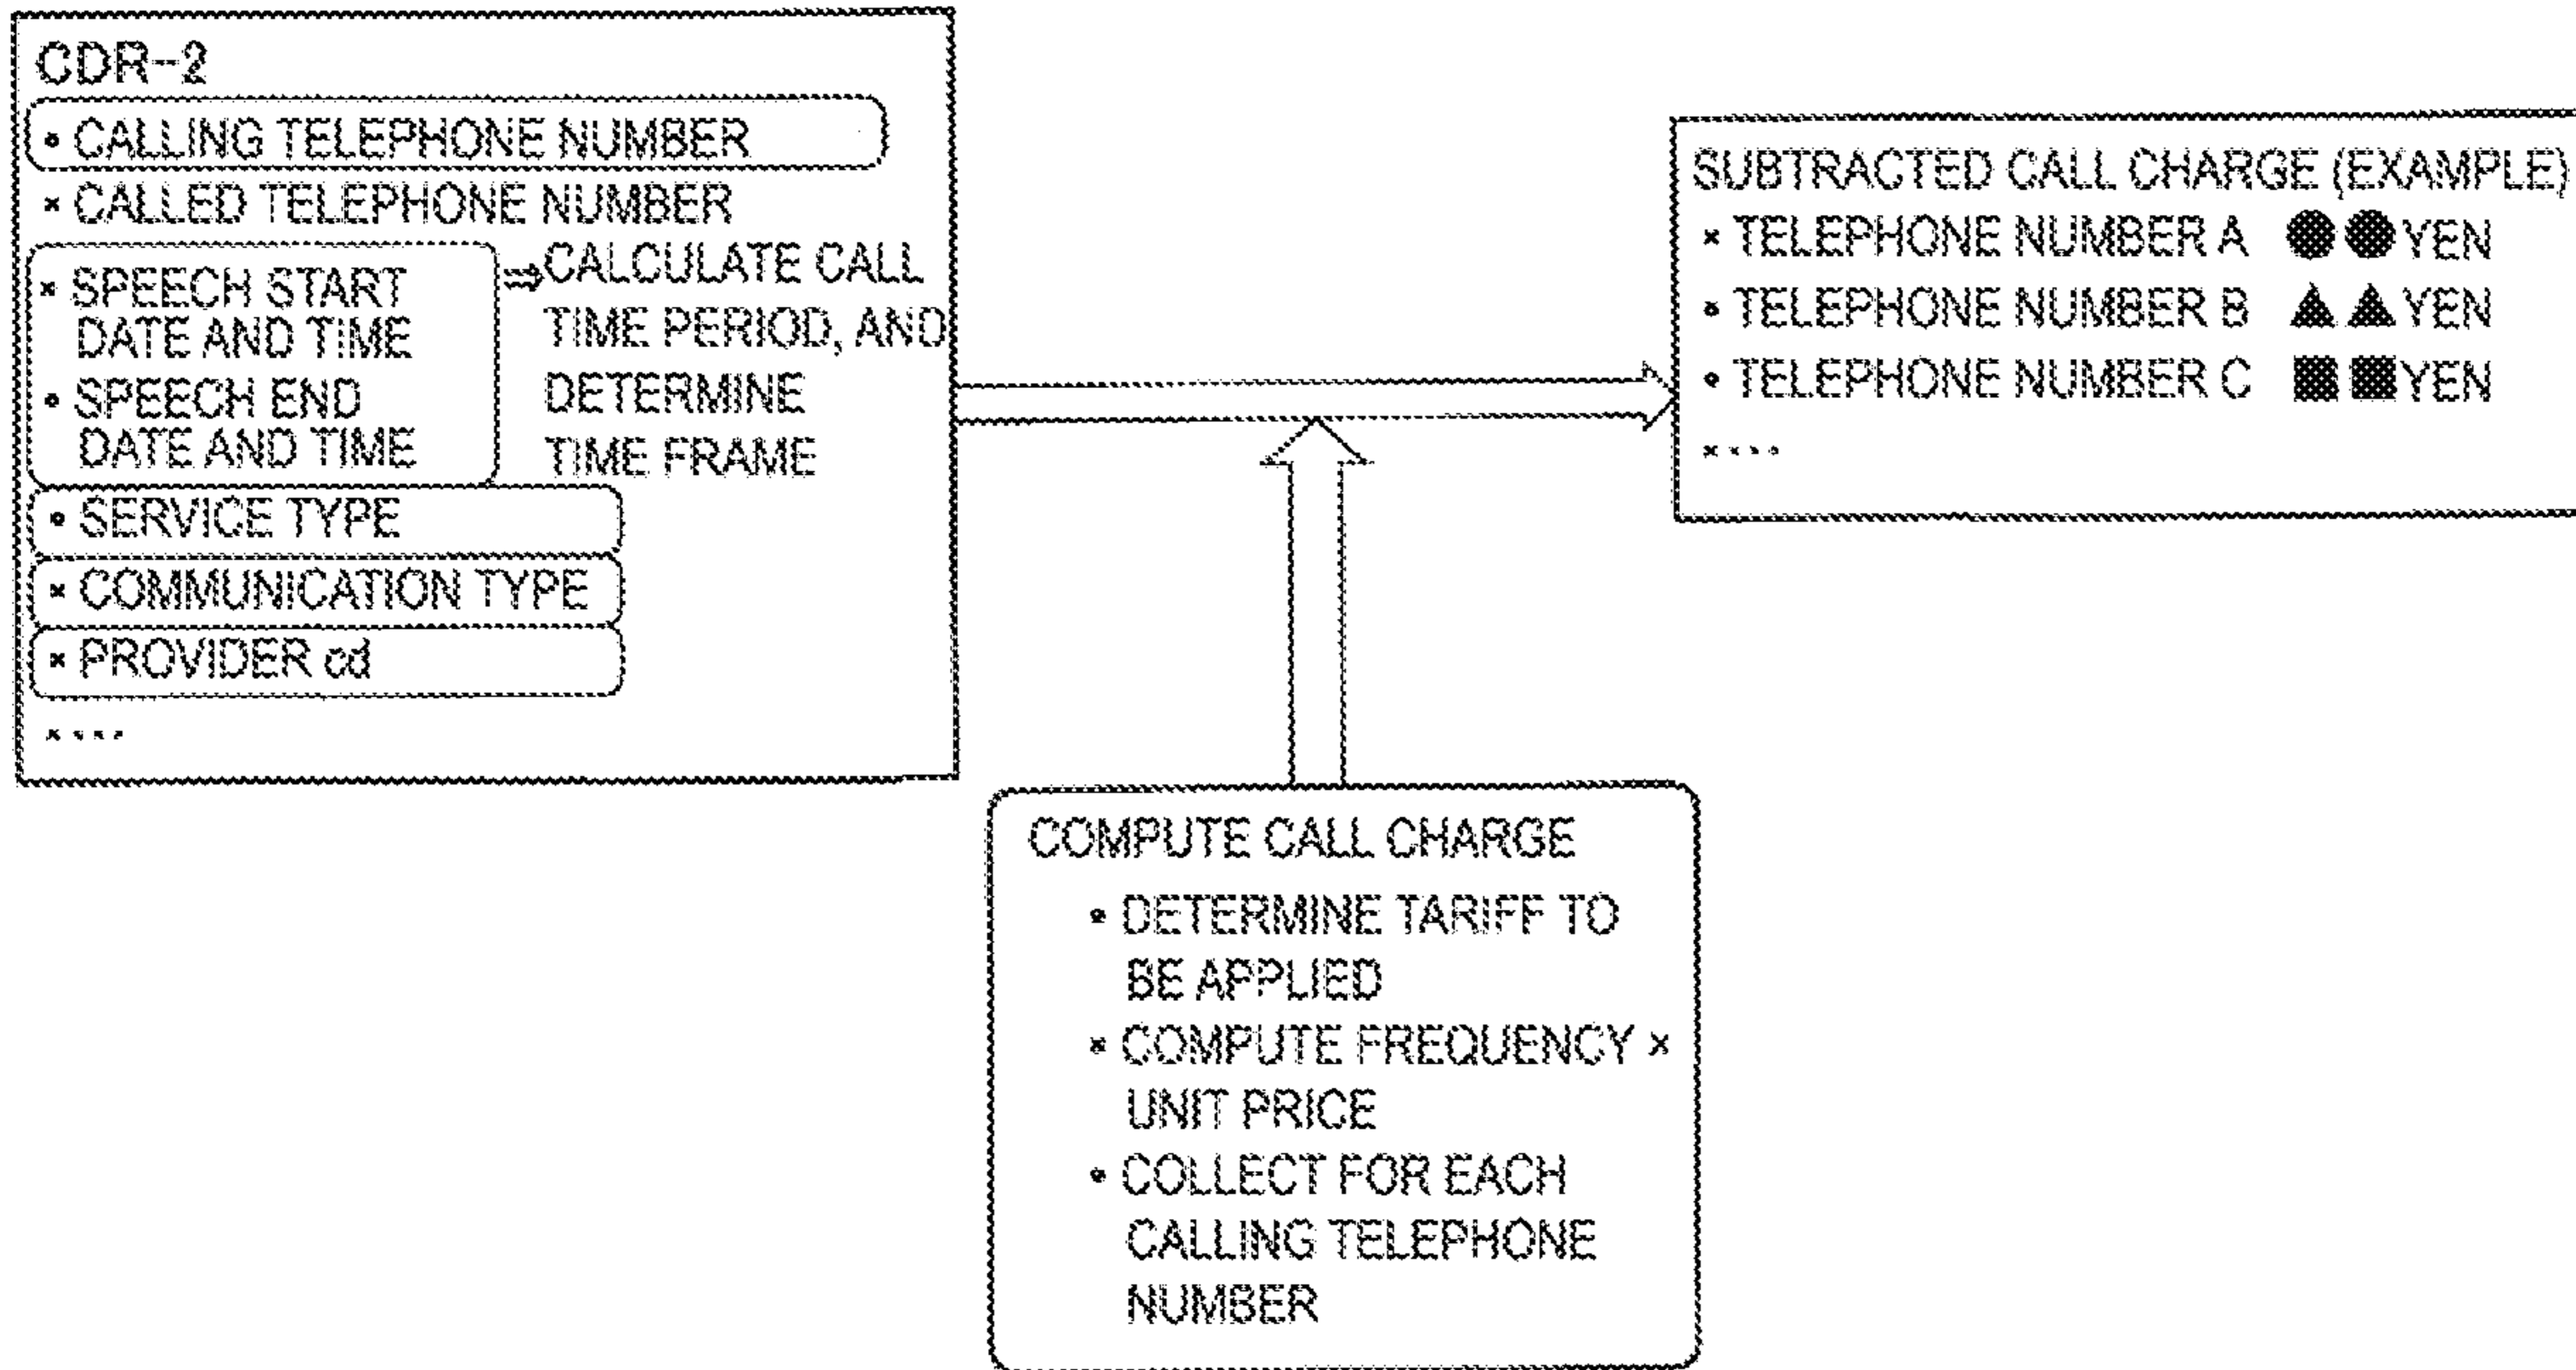 CDR-2
• CALLING TELEPHONE NUMBER
• CALLED TELEPHONE NUMBER
• SPEECH START
DATE AND TIME
• SPEECH END
DATE AND TIME
⇒CALCULATE CALL
TIME PERIOD, AND
DETERMINE
TIME FRAME
• SERVICE TYPE
• COMMUNICATION TYPE
• PROVIDER cd
• • • •
SUBTRACTED CALL CHARGE (EXAMPLE)
• TELEPHONE NUMBER A ●●YEN
• TELEPHONE NUMBER B ▲▲YEN
• TELEPHONE NUMBER C ■■YEN
• • • •
COMPUTE CALL CHARGE
• DETERMINE TARIFF TO
BE APPLIED
• COMPUTE FREQUENCY ×
UNIT PRICE
• COLLECT FOR EACH
CALLING TELEPHONE
NUMBER